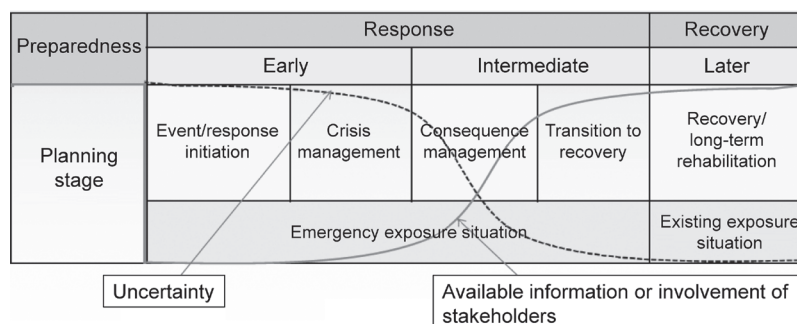 Preparedness
Response
Recovery
Early
Intermediate
Later
Planning
stage
Event/response
initiation
Crisis
management
Consequence
management
Transition to
recovery
Recovery/
long-term
rehabilitation
Emergency exposure situation
Existing exposure
situation
Uncertainty
Available information or involvement of
stakeholders